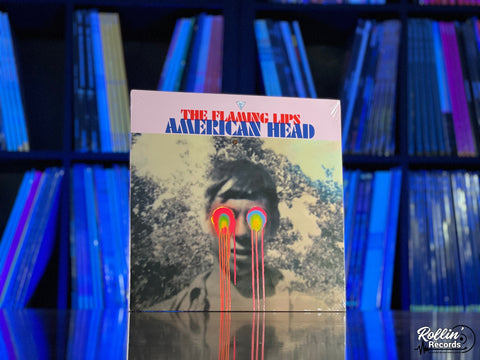 THE FLAMING LIPS
AMERICAN HEAD
Rollin'
Records